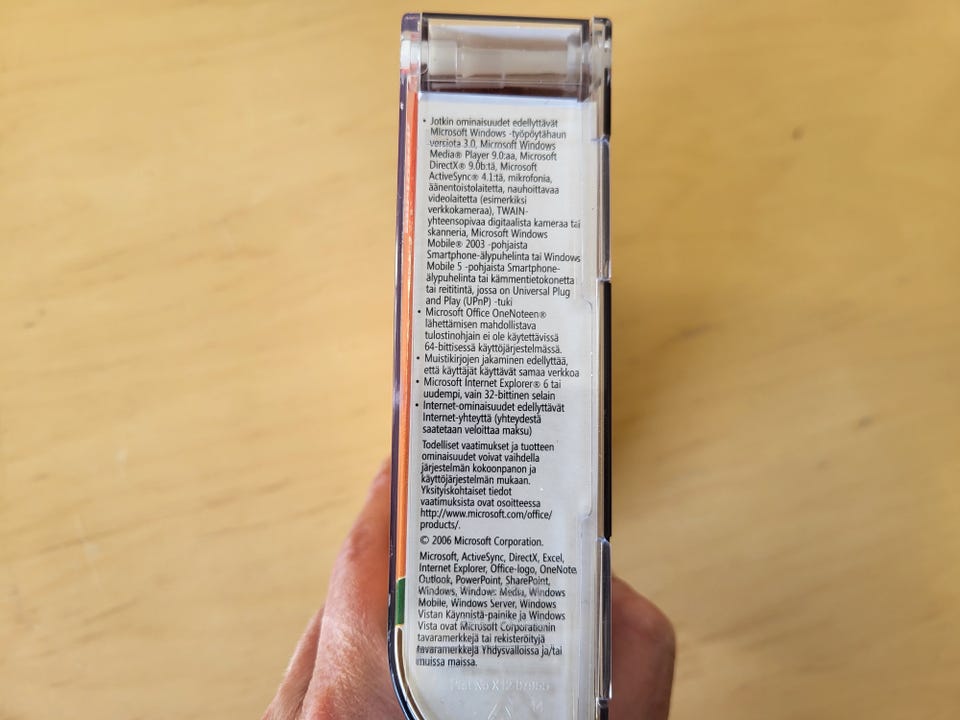 • Jotkin ominaisuudet edellyttävät
Microsoft Windows -työpöytähaun
versiota 3.0, Microsoft Windows
Media® Player 9.0:aa, Microsoft
DirectX® 9.0b:tä, Microsoft
ActiveSync® 4.1:tä, mikrofonia,
äänentoistolaitetta, nauhoittavaa
videolaitetta (esimerkiksi
verkkokameraa), TWAIN-
yhteensopivaa digitaalista kameraa tai
skanneria, Microsoft Windows
Mobile® 2003 -pohjaista
Smartphone-älypuhelinta tai Windows
Mobile 5 -pohjaista Smartphone-
älypuhelinta tai kämmentietokonetta
tai reititintä, jossa on Universal Plug
and Play (UPnP) -tuki
• Microsoft Office OneNoteen®
lähettämisen mahdollistava
tulostinohjain ei ole käytettävissä
64-bittisessä käyttöjärjestelmässä.
• Muistikirjojen jakaminen edellyttää,
että käyttäjät käyttävät samaa verkkoa
• Microsoft Internet Explorer® 6 tai
uudempi, vain 32-bittinen selain
• Internet-ominaisuudet edellyttävät
Internet-yhteyttä (yhteydestä
saatetaan veloittaa maksu)
Todelliset vaatimukset ja tuotteen
ominaisuudet voivat vaihdella
järjestelmän kokoonpanon ja
käyttöjärjestelmän mukaan.
Yksityiskohtaiset tiedot
vaatimuksista ovat osoitteessa
http://www.microsoft.com/office/
products/.
© 2006 Microsoft Corporation.
Microsoft, ActiveSync, DirectX, Excel,
Internet Explorer, Office-logo, OneNote
Outlook, PowerPoint, SharePoint,
Windows, Windows Media, Windows
Mobile, Windows Server, Windows
Vistan Käynnistä-painike ja Windows
Vista ovat Microsoft Corporationin
tavaramerkkejä tai rekisteröityjä
tavaramerkkejä Yhdysvalloissa ja/tai
muissa maissa.